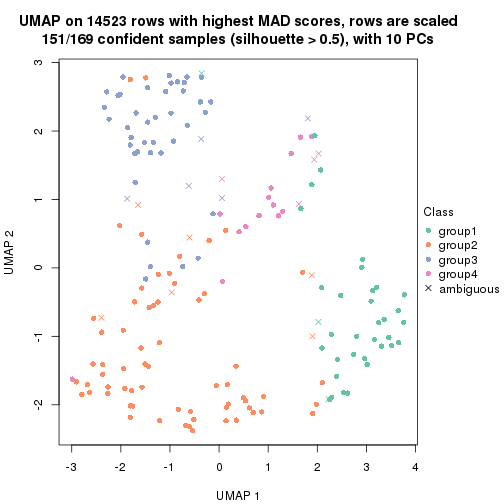 UMAP on 14523 rows with highest MAD scores, rows are scaled
151/169 confident samples (silhouette > 0.5), with 10 PCs
3
2
1
0
-1
-2
UMAP 2
-3
-2
-1
0
1
2
3
4
UMAP 1
Class
group1
group2
group3
group4
ambiguous